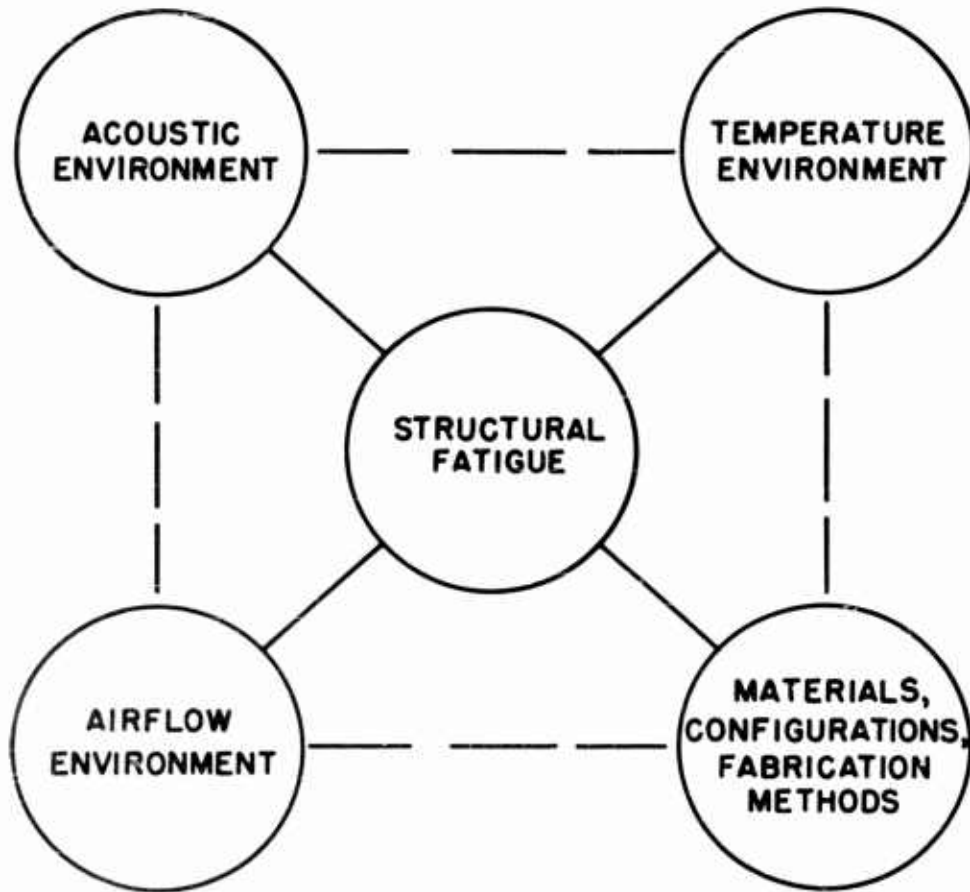 ACOUSTIC
ENVIRONMENT
TEMPERATURE
ENVIRONMENT
STRUCTURAL
FATIGUE
AIRFLOW
ENVIRONMENT
MATERIALS,
CONFIGURATIONS,
FABRICATION
METHODS